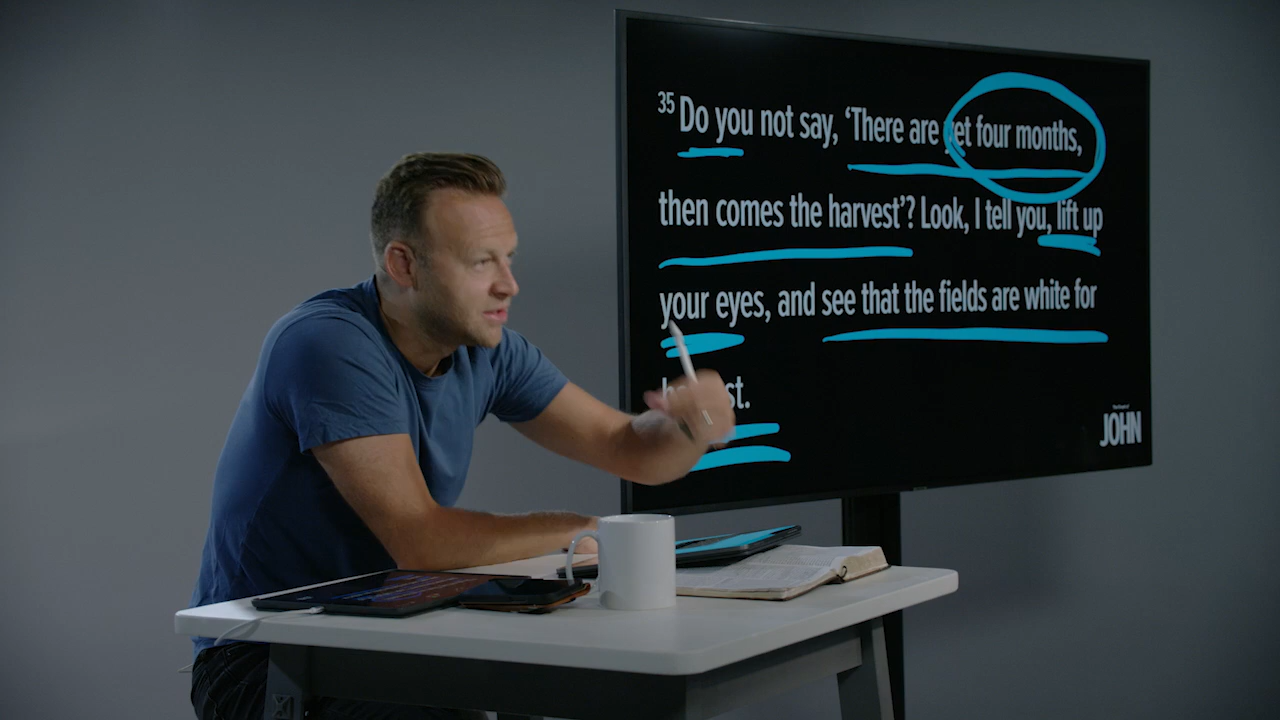 35 Do you not say, ‘There are yet four months,
then comes the harvest’? Look, I tell you, lift up
your eyes, and see that the fields are white for
JOHN